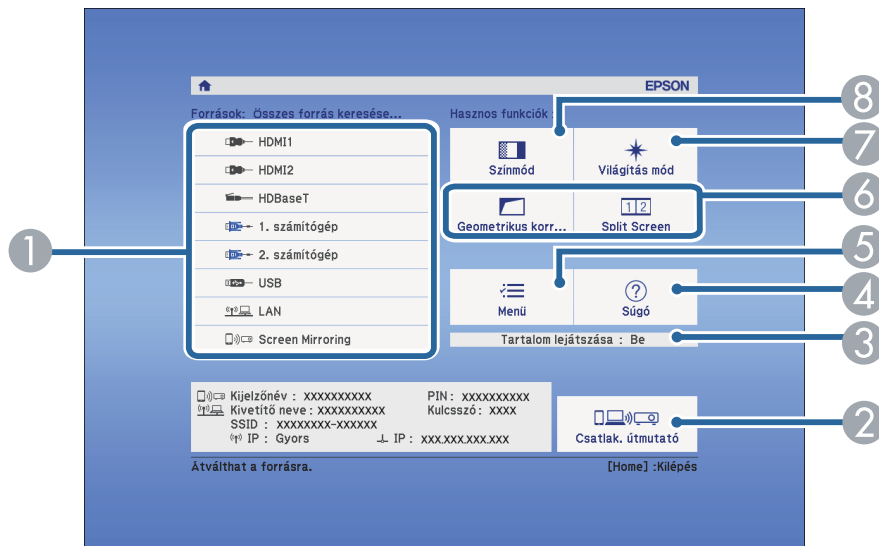 EPSON
Források: Összes forrás keresése...
HDMI1
HDMI2
HDBaseT
1. számítógép
2. számítógép
USB
LAN
Screen Mirroring
Hasznos funkciók :
Színmód
Világítás mód
Geometrikus korr...
Split Screen
Menü
Súgó
Tartalom lejátszása : Be
Kijelzőnév : xxxxxxxxxx PIN : xxxxxxxxxx
Kivetítő neve : xxxxxxxxxx Kulcsszó : xxxx
SSID : xxxxxxxx-xxxxxx
IP : Gyors IP : xxx.xxx.xxx.xxx
Csatlak. útmutató
Átválthat a forrásra. [Home] :Kilépés
1
8
7
6
5
4
3
2